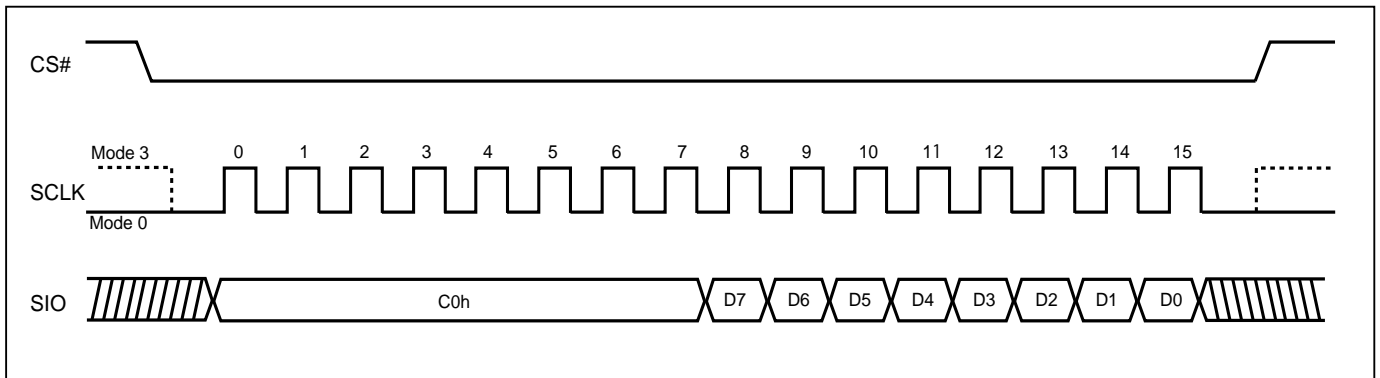 CS#
Mode 3
0 1 2 3 4 5 6 7 8 9 10 11 12 13 14 15
SCLK
Mode 0
SIO
C0h D7 D6 D5 D4 D3 D2 D1 D0